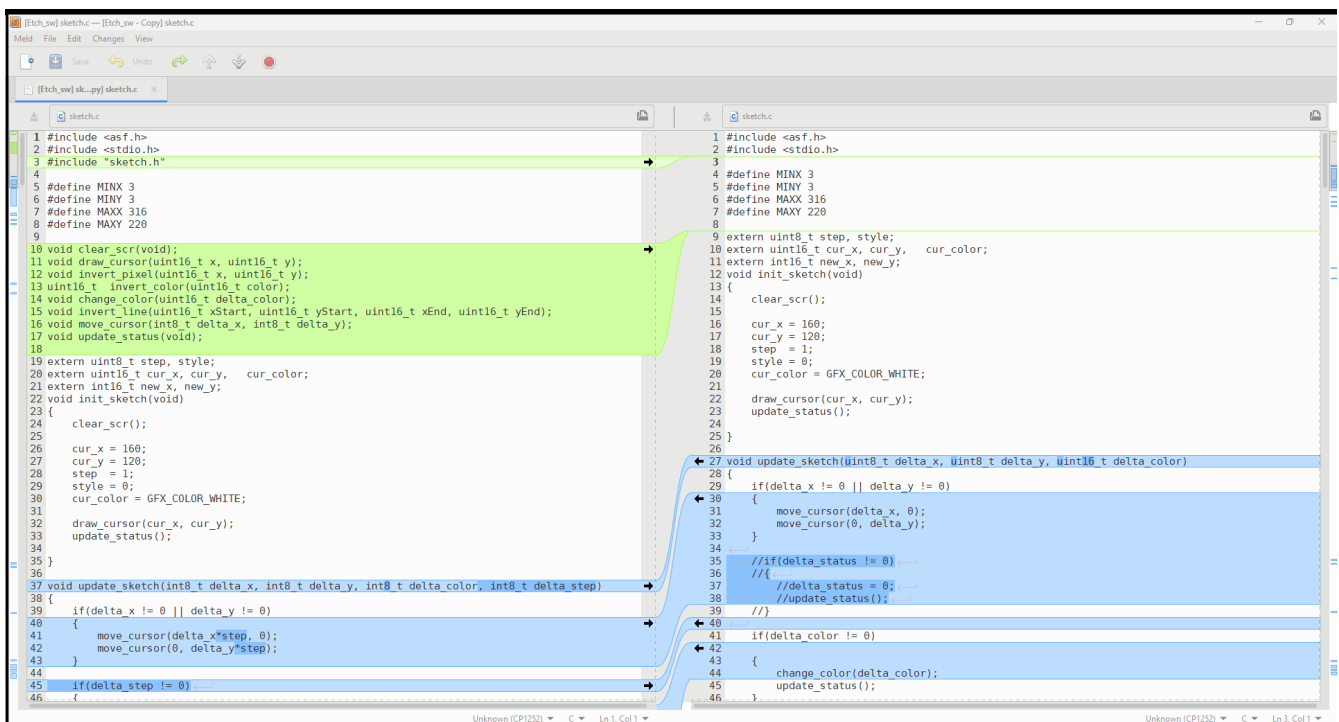 [Etch_sw] sketch.c — [Etch_sw - Copy] sketch.c
Meld File Edit Changes View
Save Undo
[Etch_sw] sk...py] sketch.c
sketch.c
1 #include <asf.h>
2 #include <stdio.h>
3 #include "sketch.h"
4
5 #define MINX 3
6 #define MINY 3
7 #define MAXX 316
8 #define MAXY 220
9
10 void clear_scr(void);
11 void draw_cursor(uint16_t x, uint16_t y);
12 void invert_pixel(uint16_t x, uint16_t y);
13 uint16_t  invert_color(uint16_t color);
14 void change_color(uint16_t delta_color);
15 void invert_line(uint16_t xStart, uint16_t yStart, uint16_t xEnd, uint16_t yEnd);
16 void move_cursor(int8_t delta_x, int8_t delta_y);
17 void update_status(void);
18
19 extern uint8_t step, style;
20 extern uint16_t cur_x, cur_y,   cur_color;
21 extern int16_t new_x, new_y;
22 void init_sketch(void)
23 {
24     clear_scr();
25
26     cur_x = 160;
27     cur_y = 120;
28     step  = 1;
29     style = 0;
30     cur_color = GFX_COLOR_WHITE;
31
32     draw_cursor(cur_x, cur_y);
33     update_status();
34
35 }
36
37 void update_sketch(int8_t delta_x, int8_t delta_y, int8_t delta_color, int8_t delta_step)
38 {
39     if(delta_x != 0 || delta_y != 0)
40     {
41         move_cursor(delta_x*step, 0);
42         move_cursor(0, delta_y*step);
43     }
44
45     if(delta_step != 0)
46     {
Unknown (CP1252) C Ln 1, Col 1
sketch.c
1 #include <asf.h>
2 #include <stdio.h>
3
4 #define MINX 3
5 #define MINY 3
6 #define MAXX 316
7 #define MAXY 220
8
9 extern uint8_t step, style;
10 extern uint16_t cur_x, cur_y,   cur_color;
11 extern int16_t new_x, new_y;
12 void init_sketch(void)
13 {
14     clear_scr();
15
16     cur_x = 160;
17     cur_y = 120;
18     step  = 1;
19     style = 0;
20     cur_color = GFX_COLOR_WHITE;
21
22     draw_cursor(cur_x, cur_y);
23     update_status();
24
25 }
26
27 void update_sketch(uint8_t delta_x, uint8_t delta_y, uint16_t delta_color)
28 {
29     if(delta_x != 0 || delta_y != 0)
30     {
31         move_cursor(delta_x, 0);
32         move_cursor(0, delta_y);
33     }
34
35     //if(delta_status != 0)
36     //{
37         //delta_status = 0;
38         //update_status();
39     //}
40
41     if(delta_color != 0)
42
43     {
44         change_color(delta_color);
45         update_status();
46     }
Unknown (CP1252) C Ln 3, Col 1